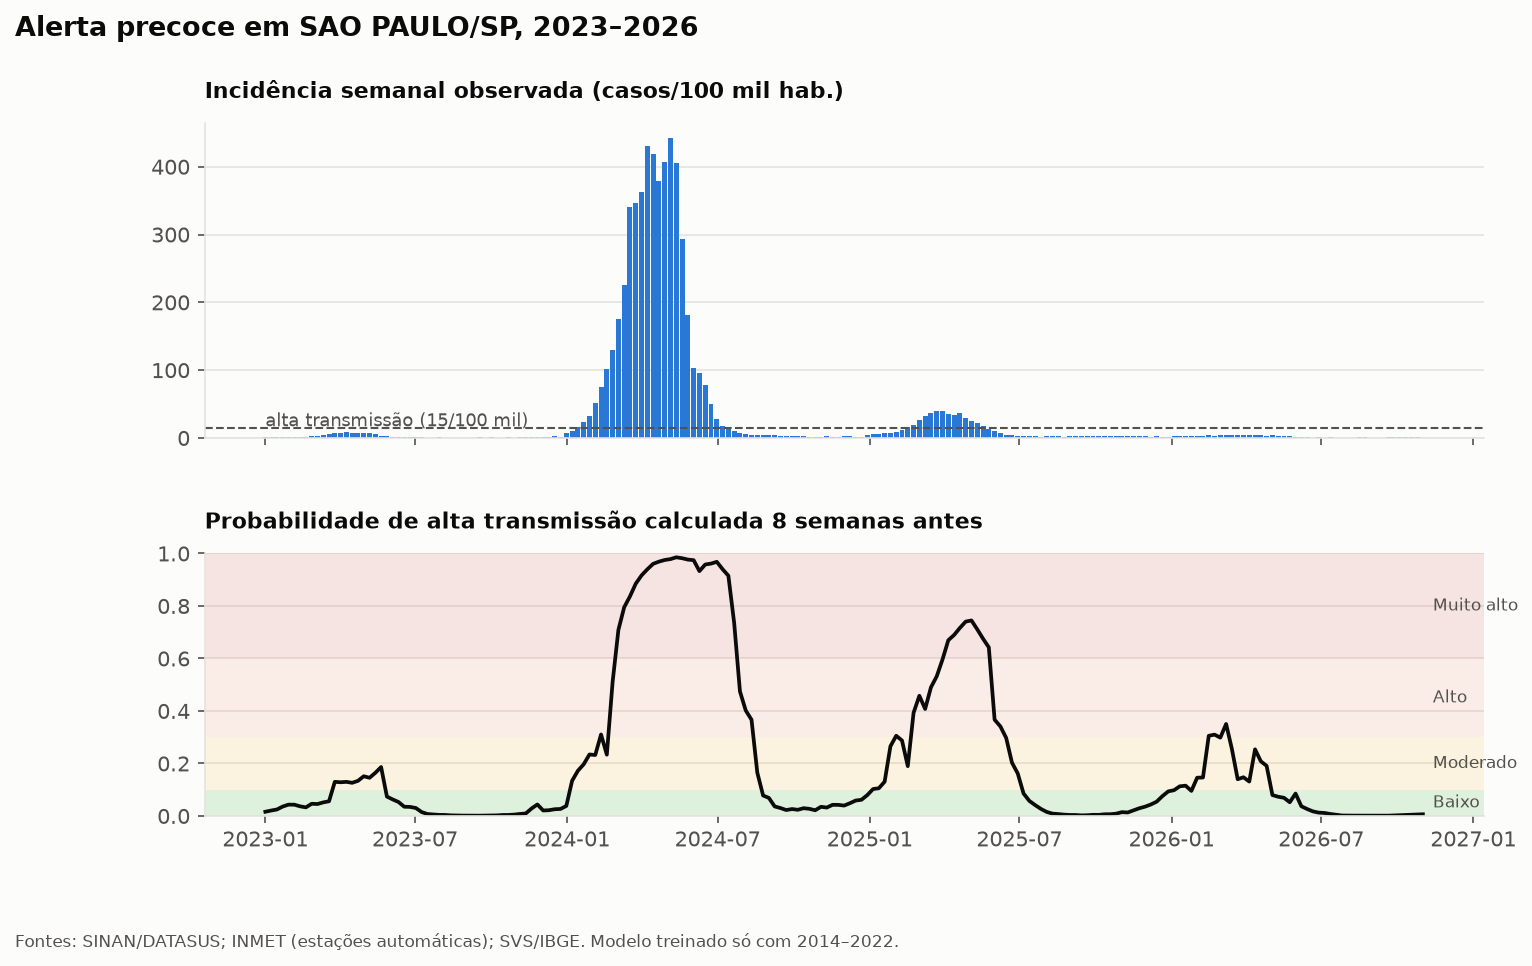 Alerta precoce em SAO PAULO/SP, 2023–2026
Incidência semanal observada (casos/100 mil hab.)
400
300
200
100
alta transmissão (15/100 mil)
0
Probabilidade de alta transmissão calculada 8 semanas antes
1.0
0.8
Muito alto
0.6
0.4
Alto
0.2
Moderado
Baixo
0.0
2023-01 2023-07 2024-01 2024-07 2025-01 2025-07 2026-01 2026-07 2027-01
Fontes: SINAN/DATASUS; INMET (estações automáticas); SVS/IBGE. Modelo treinado só com 2014–2022.